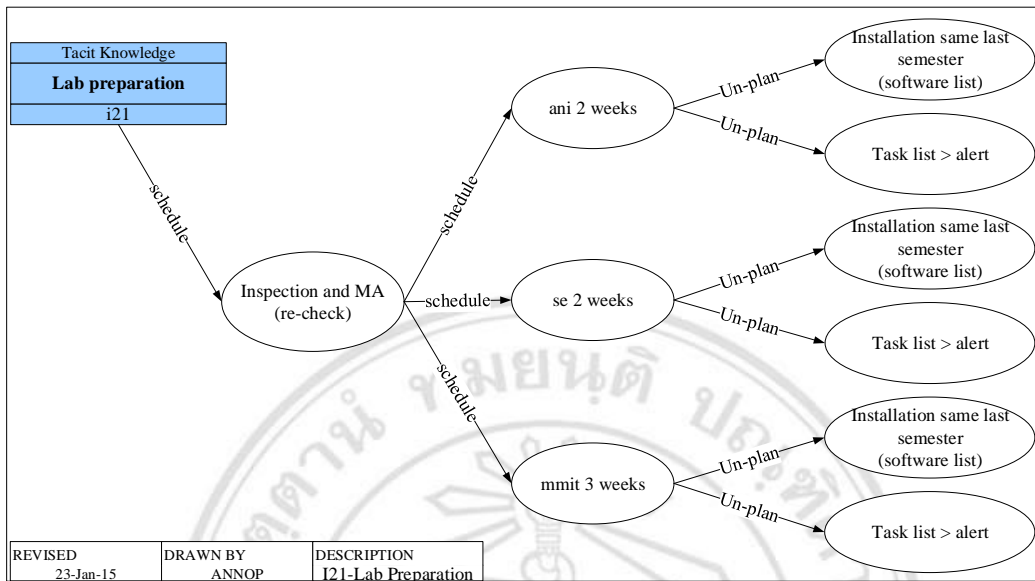 Tacit Knowledge
Lab preparation
i21
schedule
Inspection and MA
(re-check)
schedule
ani 2 weeks
Un-plan
Installation same last
semester
(software list)
Un-plan
Task list > alert
schedule
se 2 weeks
Un-plan
Installation same last
semester
(software list)
Un-plan
Task list > alert
schedule
mmit 3 weeks
Un-plan
Installation same last
semester
(software list)
Un-plan
Task list > alert
REVISED
23-Jan-15
DRAWN BY
ANNOP
DESCRIPTION
I21-Lab Preparation